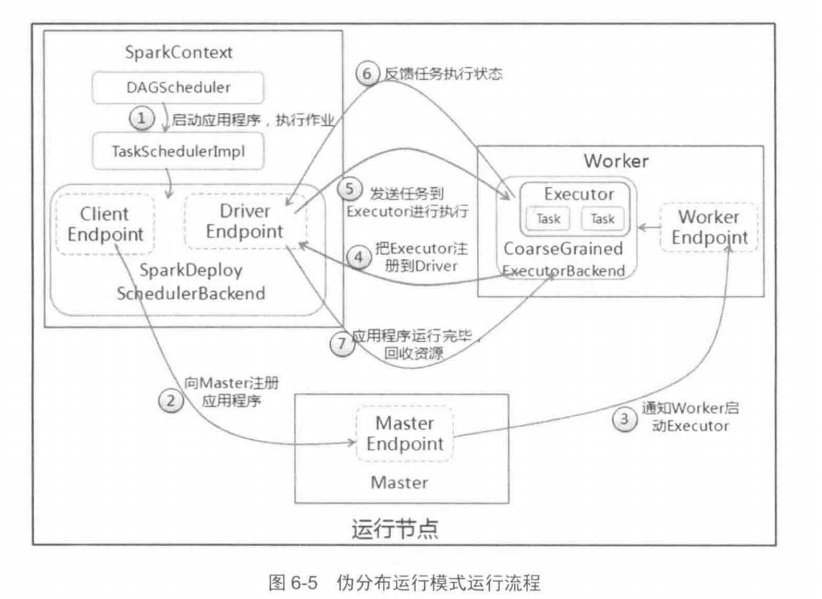 SparkContext
DAGScheduler
1
启动应用程序，执行作业
TaskSchedulerImpl
Client
Endpoint
Driver
Endpoint
SparkDeploy
SchedulerBackend
6
反馈任务执行状态
5
发送任务到
Executor进行执行
4
把Executor注
册到Driver
7
应用程序运行完毕，
回收资源
Worker
Executor
Task
Task
CoarseGrained
ExecutorBackend
Worker
Endpoint
2
向Master注册
应用程序
Master
Endpoint
Master
3
通知Worker启
动Executor
运行节点
图 6-5 伪分布运行模式运行流程